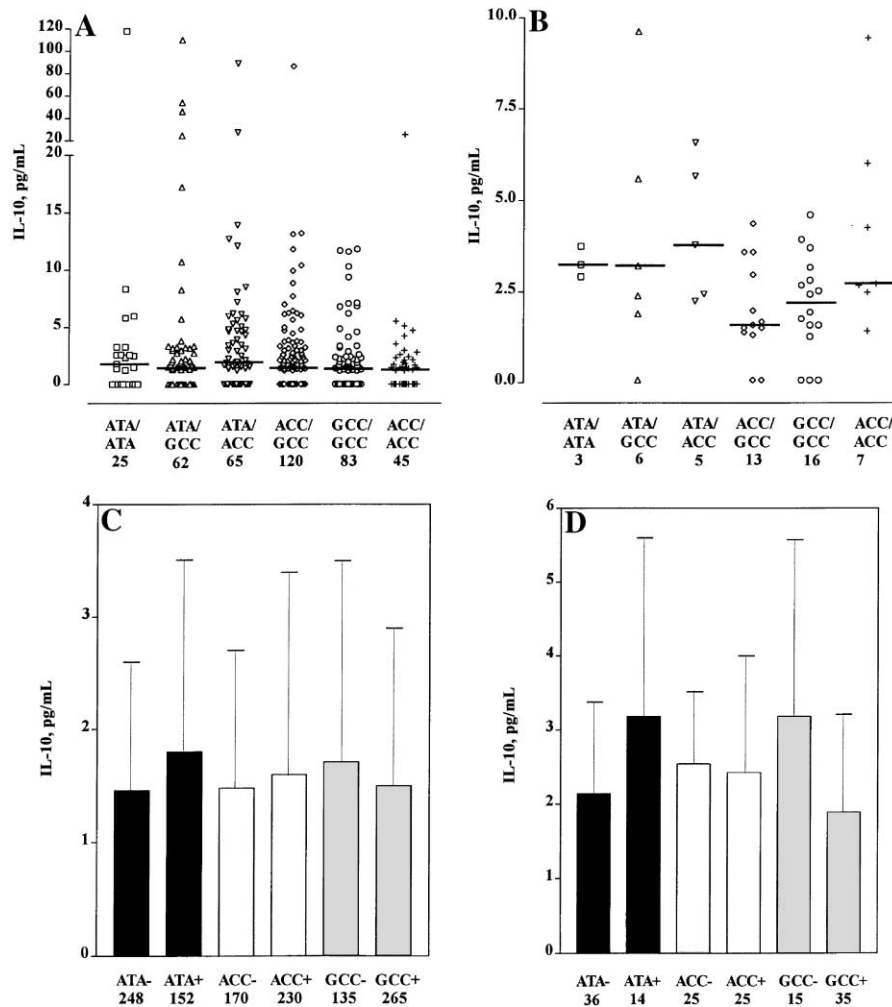 A
120
100
80
60
40
20
20
15
10
5
0
IL-10, pg/mL
ATA/ ATA/ ATA/ ACC/ GCC/ ACC/
ATA GCC ACC GCC GCC ACC
25 62 65 120 83 45
B
10.0
7.5
5.0
2.5
0.0
IL-10, pg/mL
ATA/ ATA/ ATA/ ACC/ GCC/ ACC/
ATA GCC ACC GCC GCC ACC
3 6 5 13 16 7
C
4
3
2
1
0
IL-10, pg/mL
ATA- ATA+ ACC- ACC+ GCC- GCC+
248 152 170 230 135 265
D
6
5
4
3
2
1
0
IL-10, pg/mL
ATA- ATA+ ACC- ACC+ GCC- GCC+
36 14 25 25 15 35